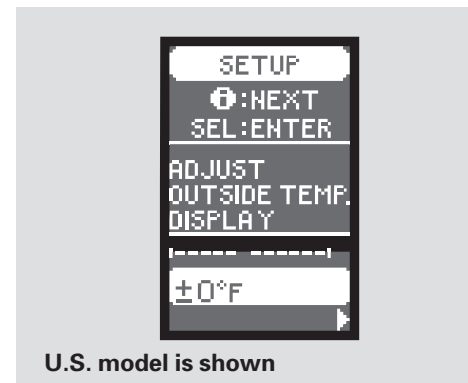 SETUP
ⓘ:NEXT
SEL:ENTER
ADJUST
OUTSIDE TEMP.
DISPLAY
±0°F
U.S. model is shown